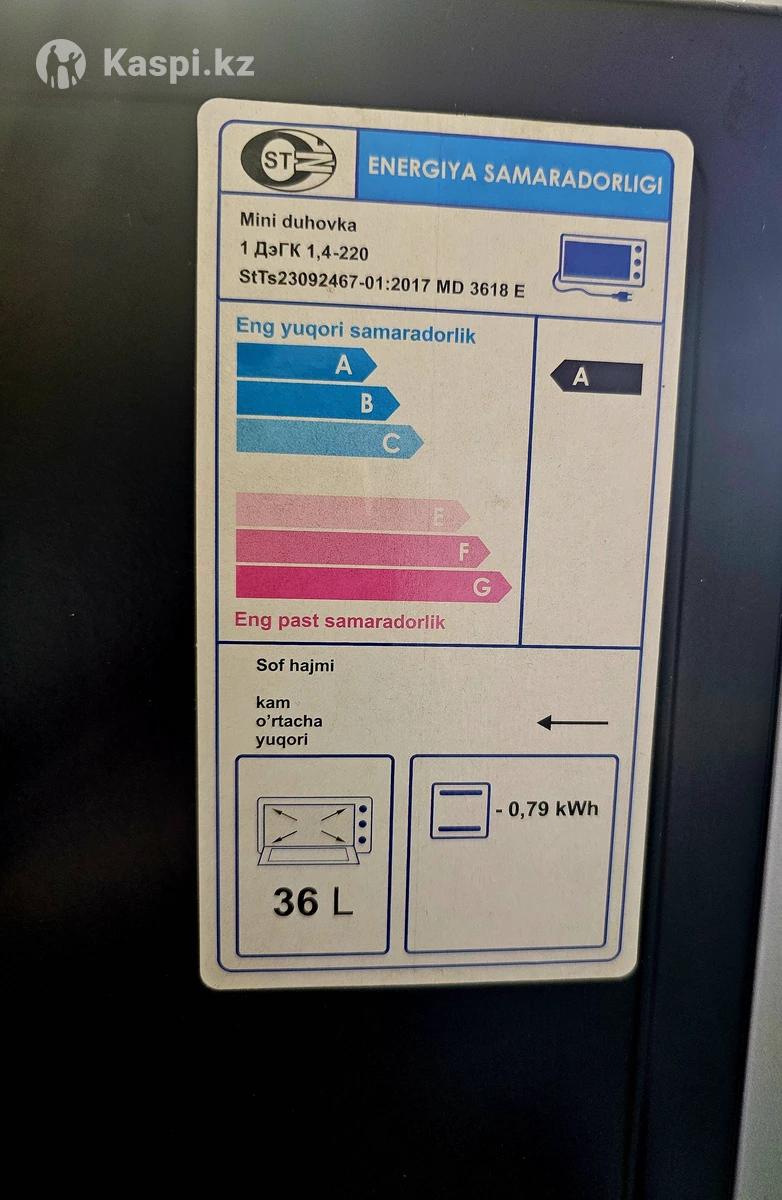 Kaspi.kz
ST
ENERGIYA SAMARADORLIGI
Mini duhovka
1 ДэГК 1,4-220
StTs23092467-01:2017 MD 3618 E
Eng yuqori samaradorlik
A
A
B
C
E
F
G
Eng past samaradorlik
Sof hajmi
kam
o'rtacha
yuqori
- 0,79 kWh
36 L